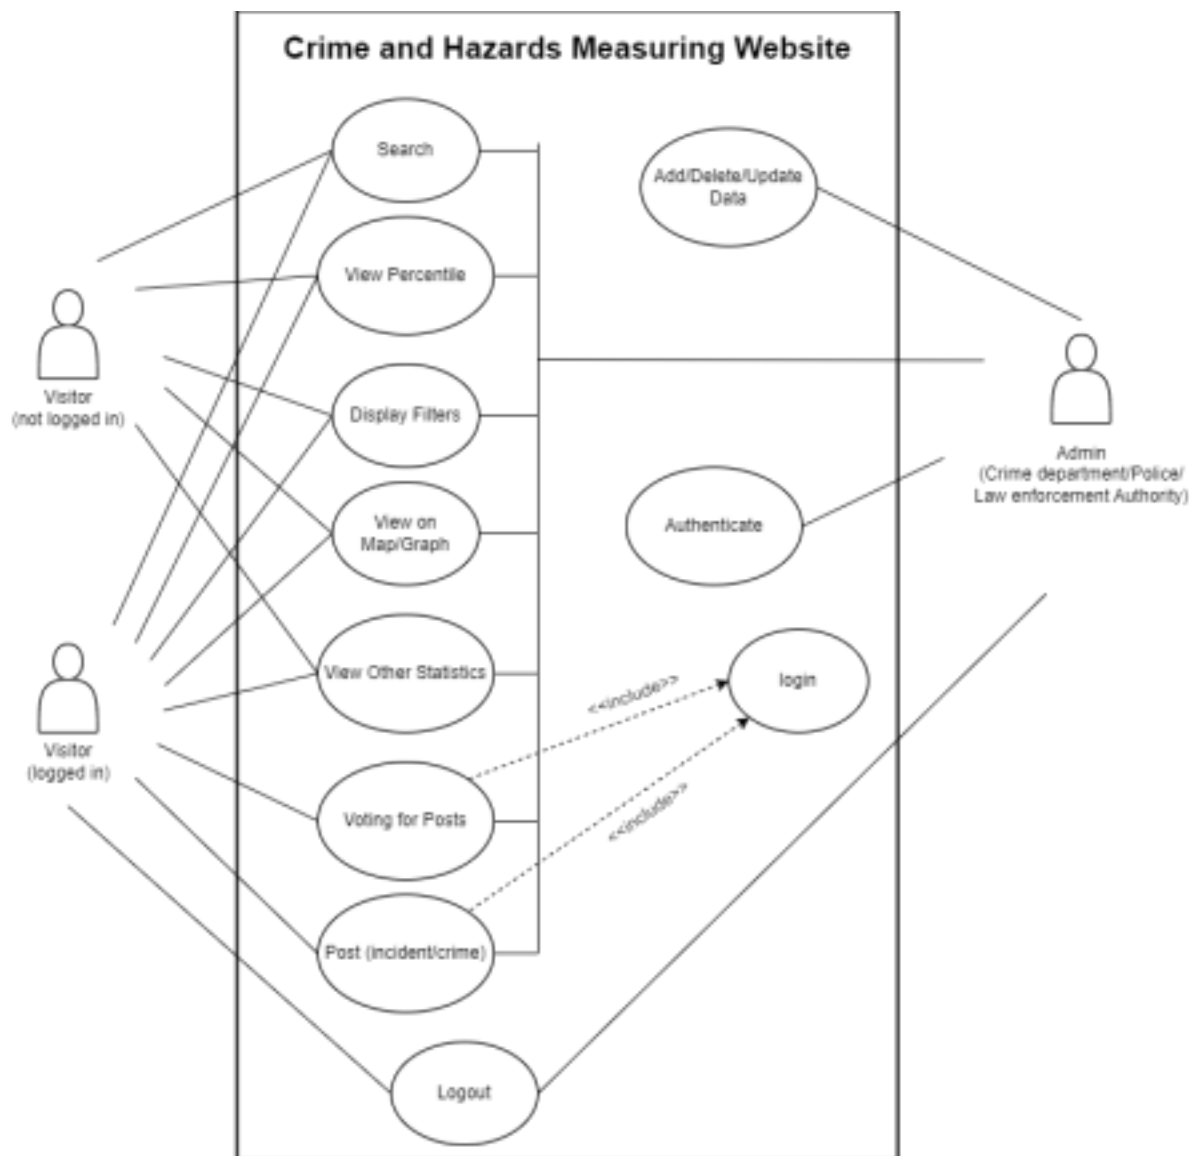 Crime and Hazards Measuring Website
Search
Add/Delete/Update
Data
View Percentile
Visitor
(not logged in)
Display Filters
Admin
(Crime department/Police/
Law enforcement Authority)
View on
Map/Graph
Authenticate
View Other Statistics
<<include>>
login
Visitor
(logged in)
Voting for Posts
<<include>>
Post (incident/crime)
Logout